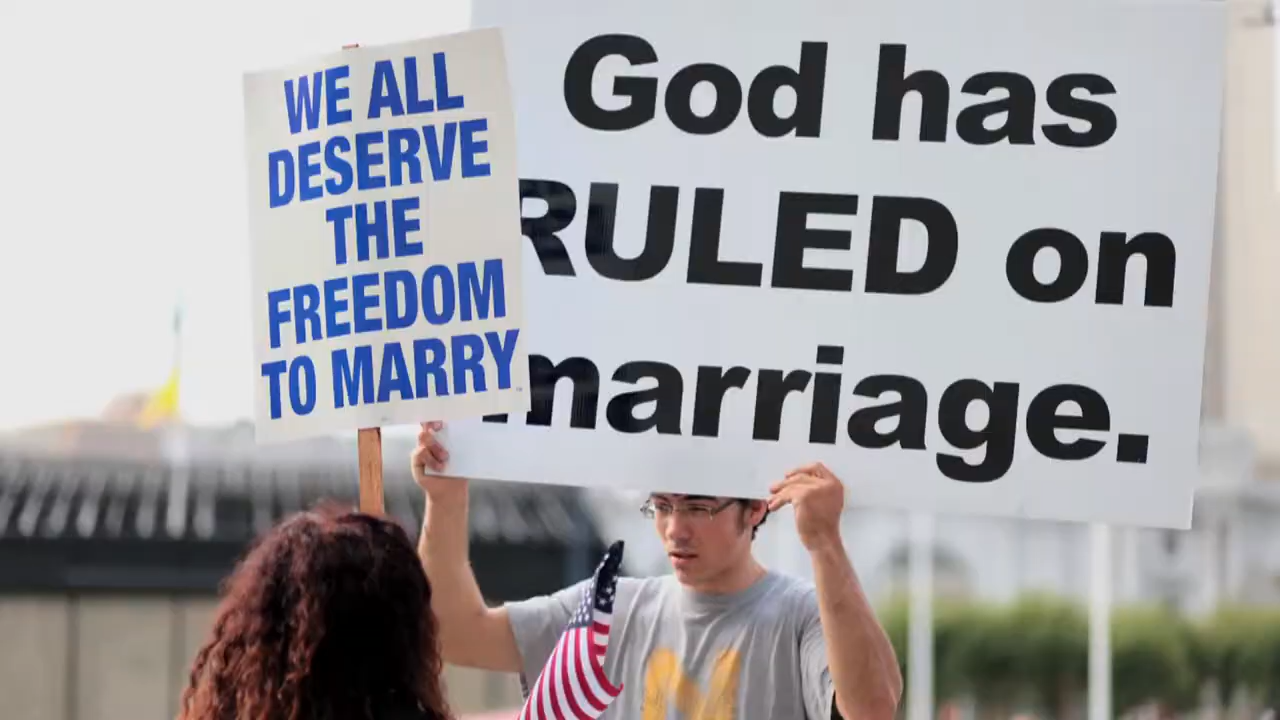 WE ALL
DESERVE
THE
FREEDOM
TO MARRY
God has
RULED on
marriage.
M